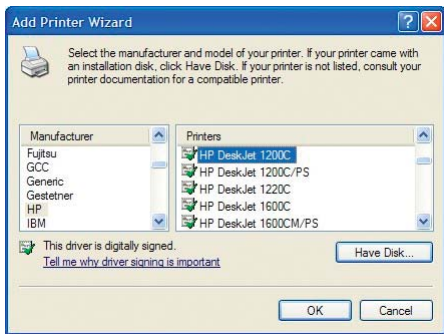 Add Printer Wizard
Select the manufacturer and model of your printer. If your printer came with
an installation disk, click Have Disk. If your printer is not listed, consult your
printer documentation for a compatible printer.
Manufacturer
Fujitsu
GCC
Generic
Gestetner
HP
IBM
Printers
HP DeskJet 1200C
HP DeskJet 1200C/PS
HP DeskJet 1220C
HP DeskJet 1600C
HP DeskJet 1600CM/PS
This driver is digitally signed.
Tell me why driver signing is important
Have Disk...
OK
Cancel